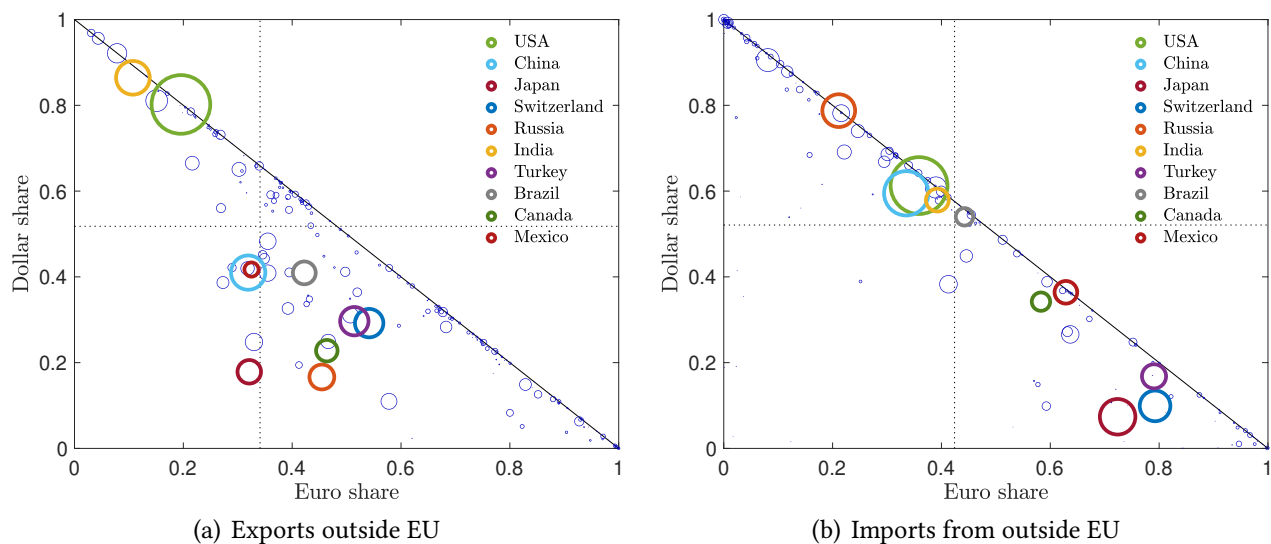 1
0.8
0.6
0.4
0.2
0
0
0.2
0.4
0.6
0.8
1
Dollar share
Euro share
USA
China
Japan
Switzerland
Russia
India
Turkey
Brazil
Canada
Mexico
(a) Exports outside EU
1
0.8
0.6
0.4
0.2
0
0
0.2
0.4
0.6
0.8
1
Dollar share
Euro share
USA
China
Japan
Switzerland
Russia
India
Turkey
Brazil
Canada
Mexico
(b) Imports from outside EU